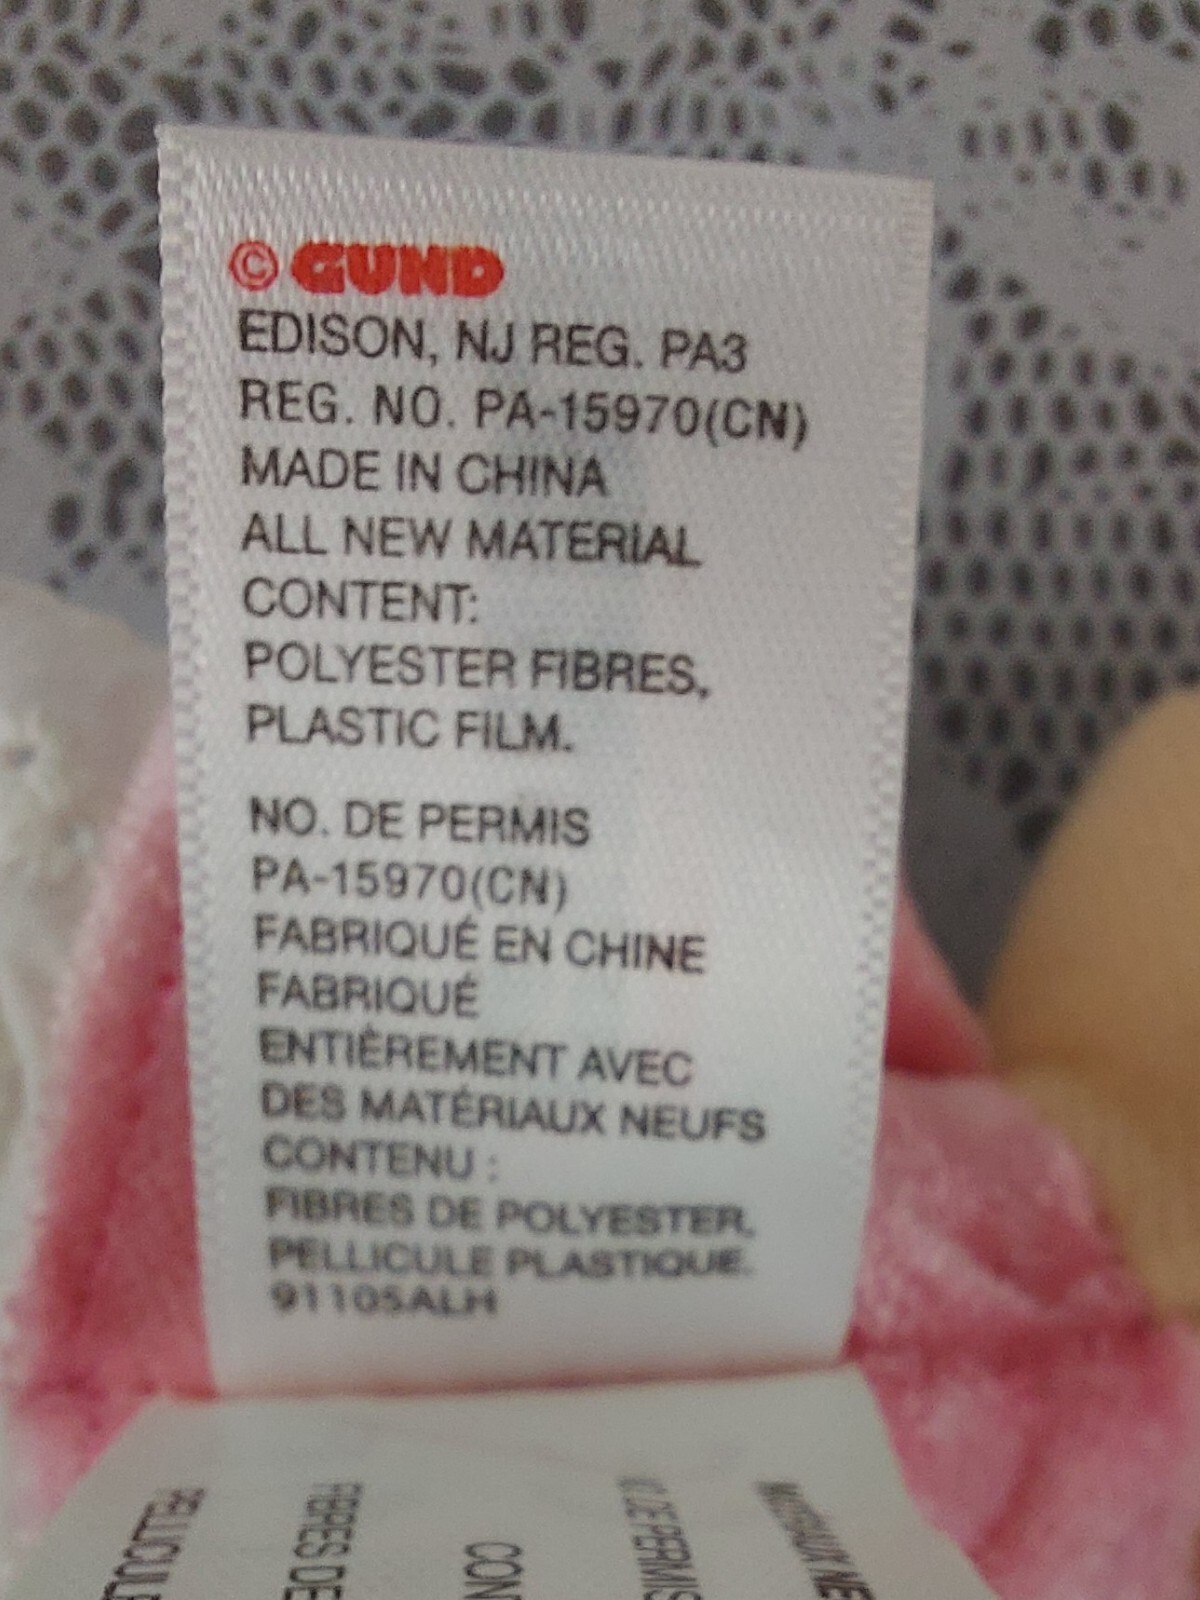 © GUND
EDISON, NJ REG. PA3
REG. NO. PA-15970(CN)
MADE IN CHINA
ALL NEW MATERIAL
CONTENT:
POLYESTER FIBRES,
PLASTIC FILM.
NO. DE PERMIS
PA-15970(CN)
FABRIQUÉ EN CHINE
FABRIQUÉ
ENTIÈREMENT AVEC
DES MATÉRIAUX NEUFS
CONTENU :
FIBRES DE POLYESTER,
PELLICULE PLASTIQUE.
91105ALH